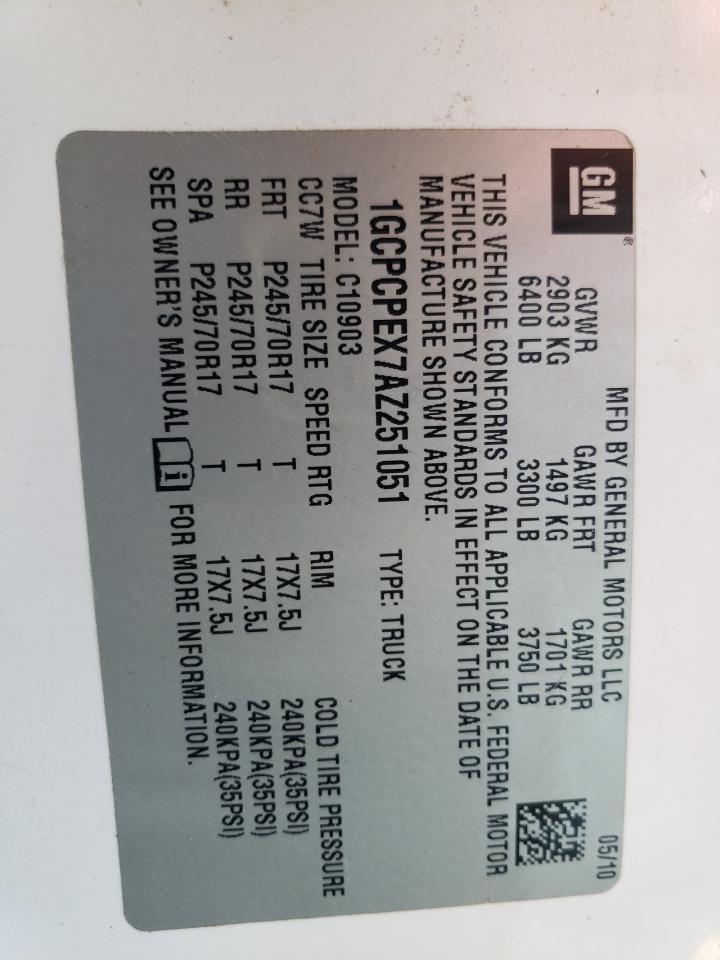 GM®
MFD BY GENERAL MOTORS LLC 05/10
GVWR GAWR FRT GAWR RR
2903 KG 1497 KG 1701 KG
6400 LB 3300 LB 3750 LB
THIS VEHICLE CONFORMS TO ALL APPLICABLE U.S. FEDERAL MOTOR
VEHICLE SAFETY STANDARDS IN EFFECT ON THE DATE OF
MANUFACTURE SHOWN ABOVE.
1GCPCPEX7AZ251051 TYPE: TRUCK
MODEL: C10903
CC7W TIRE SIZE SPEED RTG RIM COLD TIRE PRESSURE
FRT P245/70R17 T 17X7.5J 240KPA(35PSI)
RR P245/70R17 T 17X7.5J 240KPA(35PSI)
SPA P245/70R17 T 17X7.5J 240KPA(35PSI)
SEE OWNER'S MANUAL i FOR MORE INFORMATION.